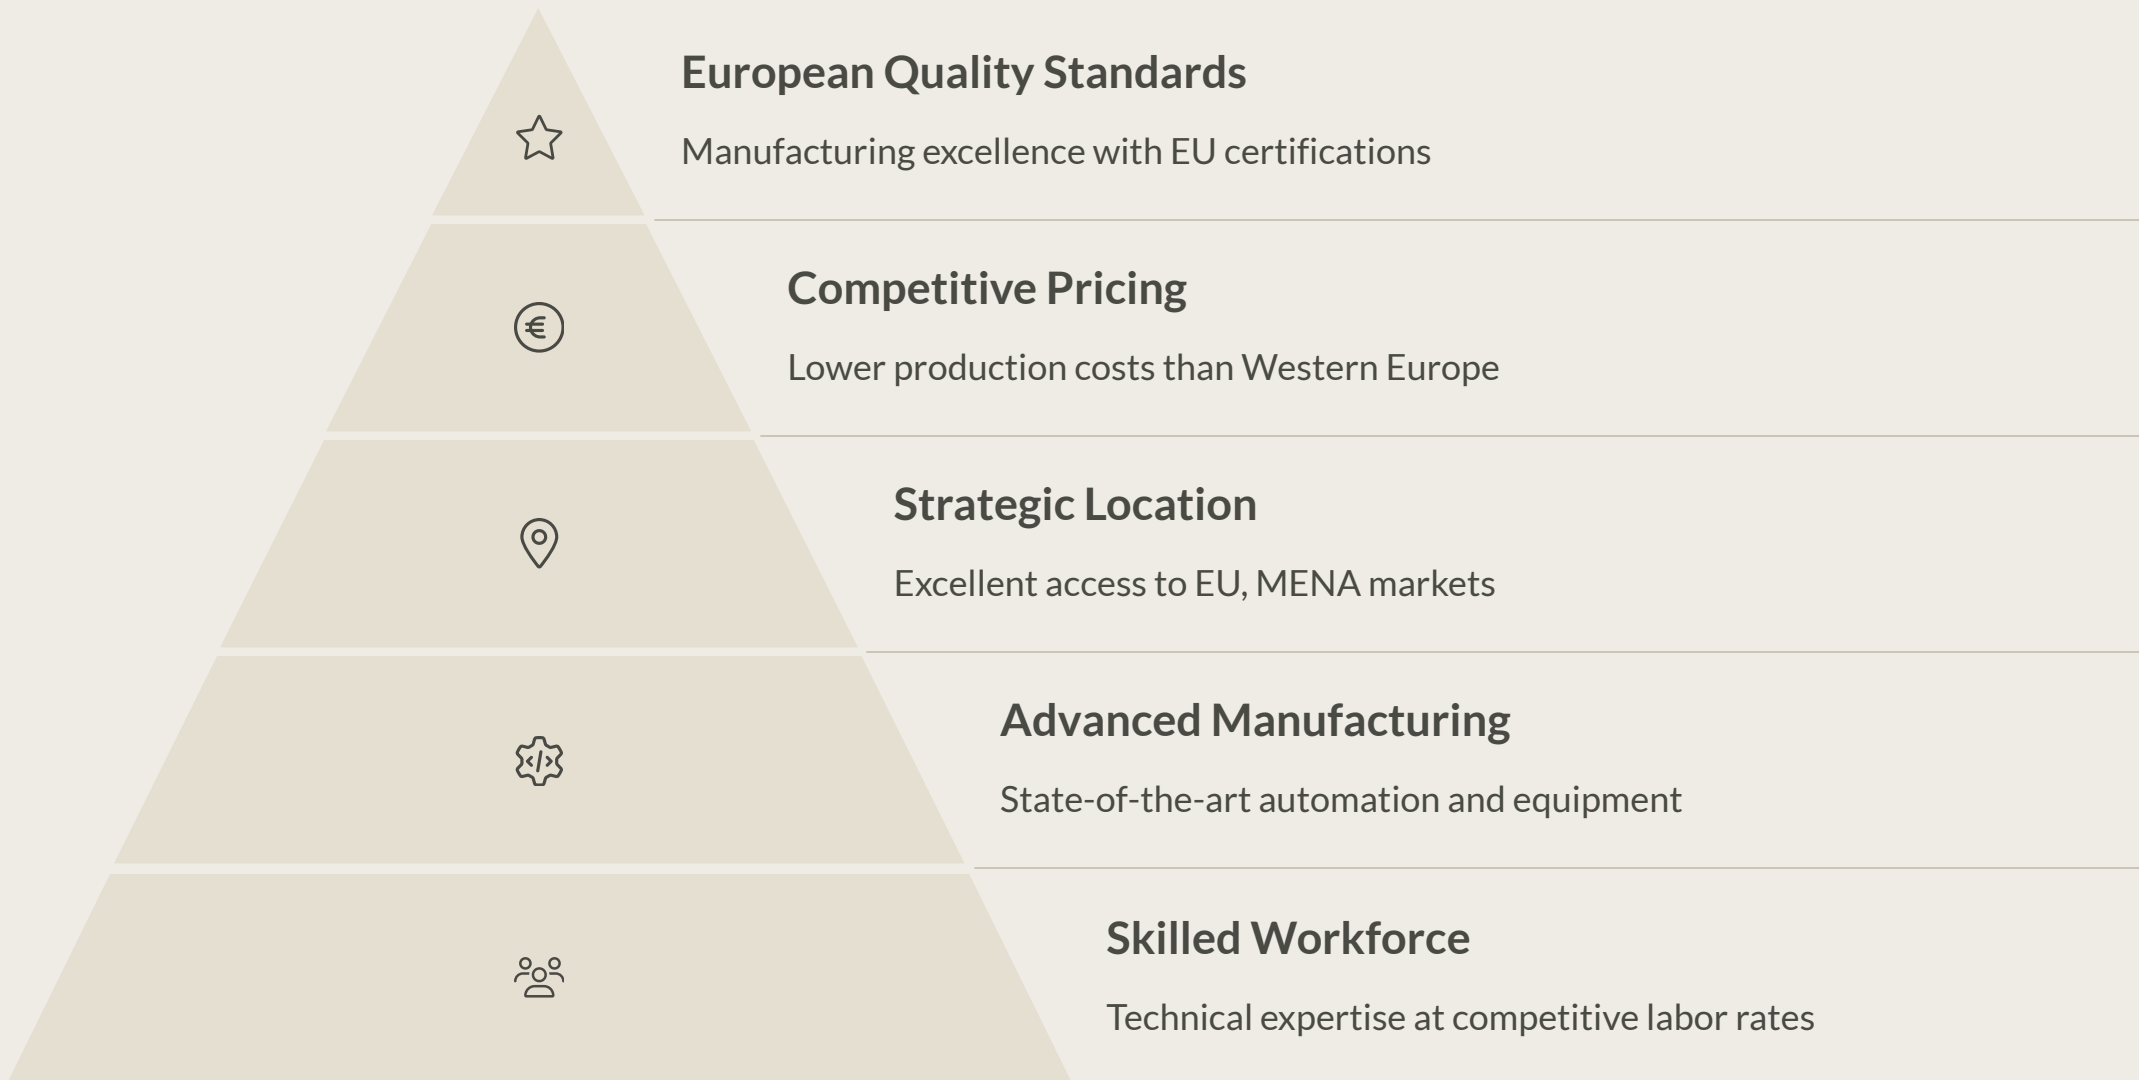 European Quality Standards
Manufacturing excellence with EU certifications
Competitive Pricing
Lower production costs than Western Europe
Strategic Location
Excellent access to EU, MENA markets
Advanced Manufacturing
State-of-the-art automation and equipment
Skilled Workforce
Technical expertise at competitive labor rates